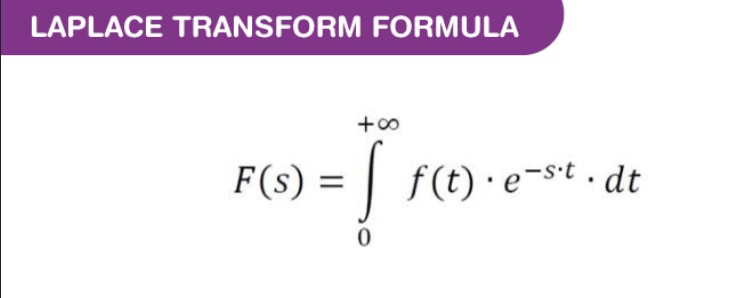 LAPLACE TRANSFORM FORMULA
F(s) = ∫₀⁺∞ f(t) · e⁻ˢ·ᵗ · dt